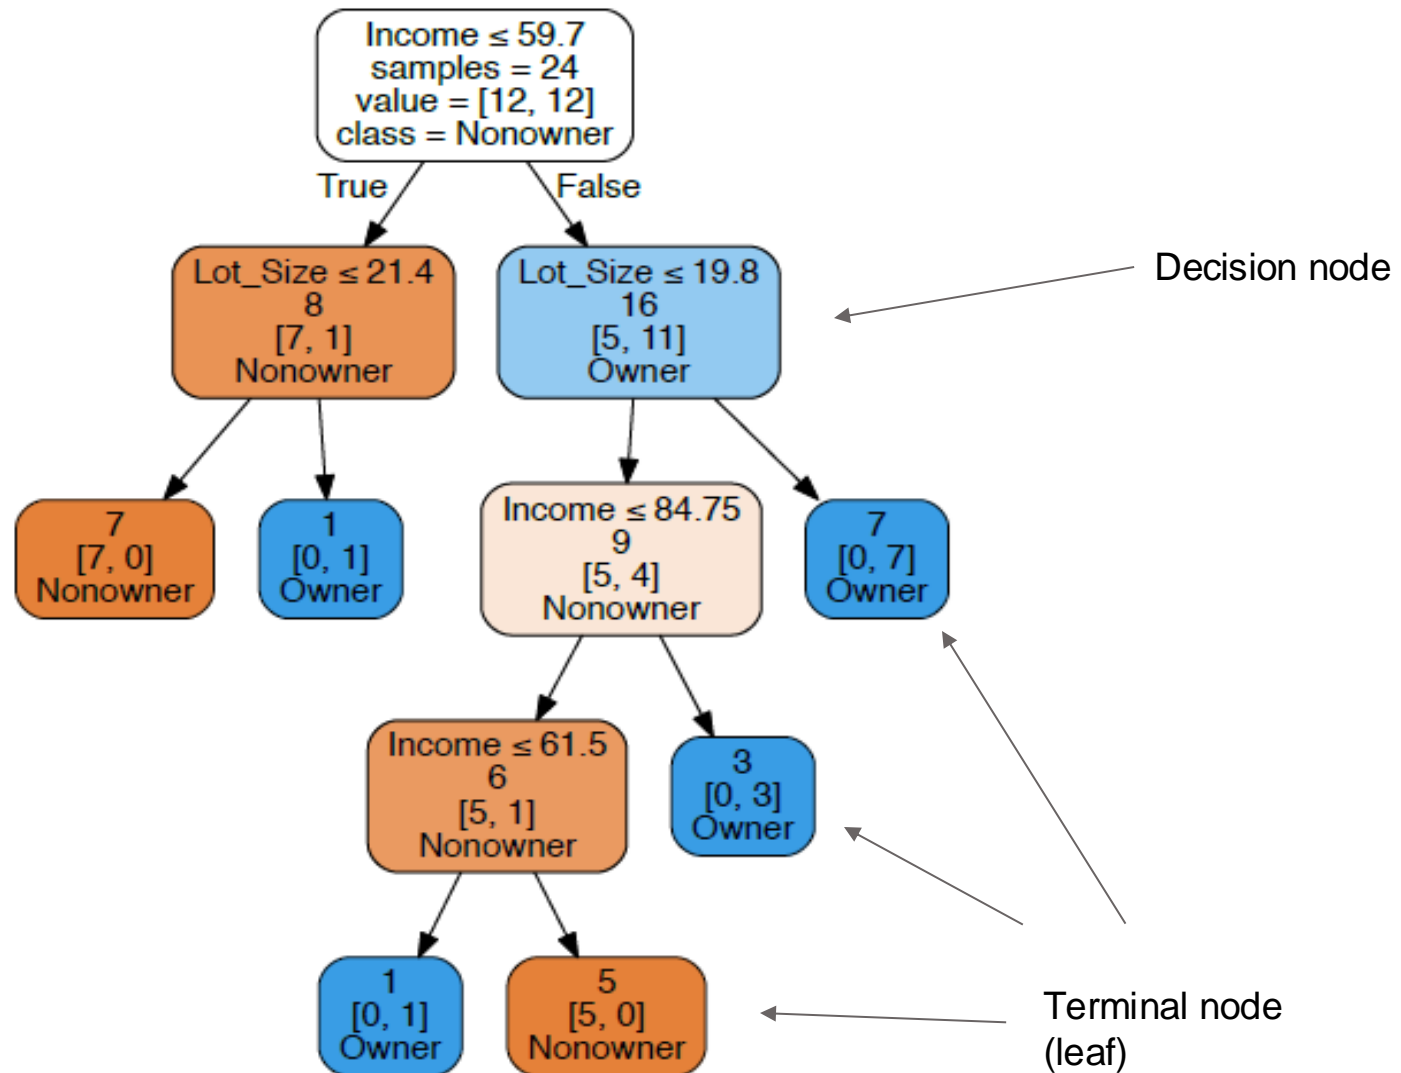 Income ≤ 59.7
samples = 24
value = [12, 12]
class = Nonowner
True
False
Lot_Size ≤ 21.4
8
[7, 1]
Nonowner
Lot_Size ≤ 19.8
16
[5, 11]
Owner
Decision node
7
[7, 0]
Nonowner
1
[0, 1]
Owner
Income ≤ 84.75
9
[5, 4]
Nonowner
7
[0, 7]
Owner
Income ≤ 61.5
6
[5, 1]
Nonowner
3
[0, 3]
Owner
1
[0, 1]
Owner
5
[5, 0]
Nonowner
Terminal node
(leaf)